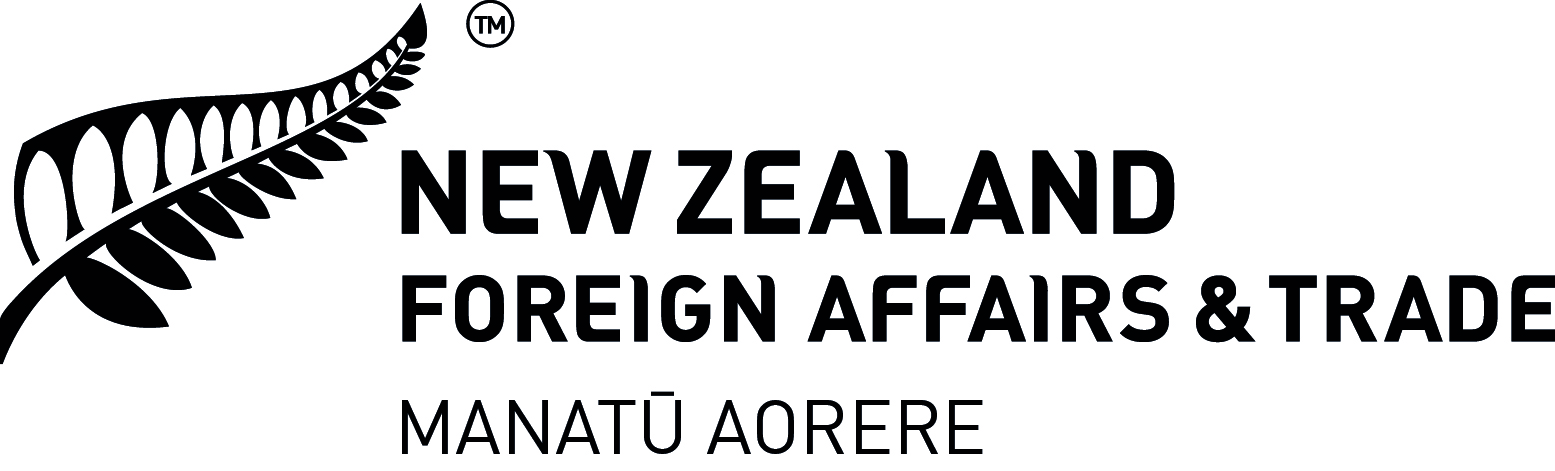 TM
NEW ZEALAND
FOREIGN AFFAIRS & TRADE
MANATŪ AORERE